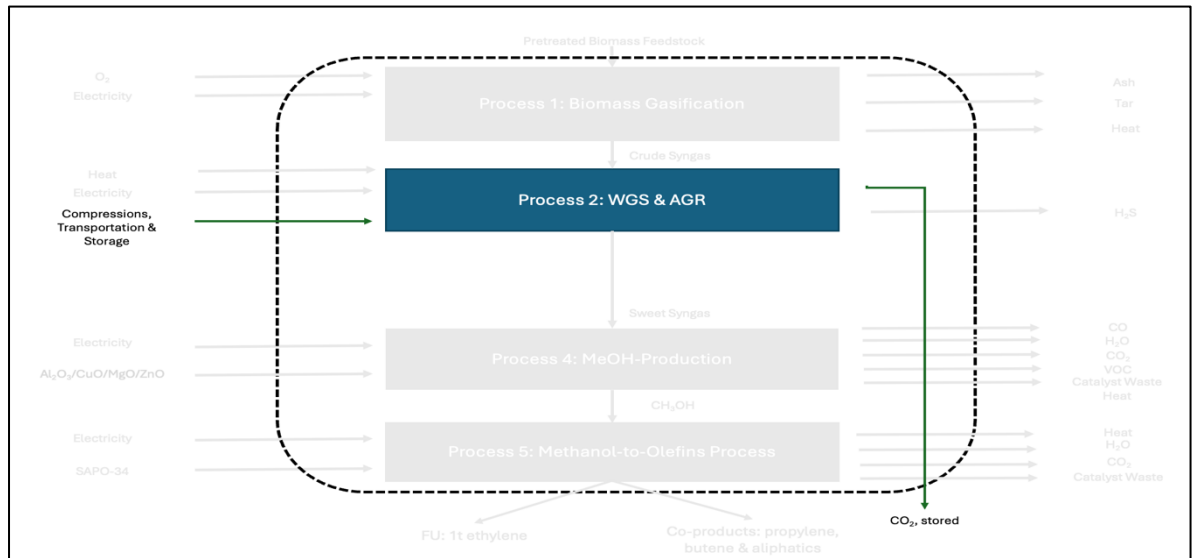 Pretreated Biomass Feedstock
O₂
Electricity
Process 1: Biomass Gasification
Ash
Tar
Heat
Crude Syngas
Heat
Electricity
Compressions,
Transportation &
Storage
Process 2: WGS & AGR
H₂S
Sweet Syngas
Electricity
Al₂O₃/CuO/MgO/ZnO
Process 4: MeOH-Production
CO
H₂O
CO₂
VOC
Catalyst Waste
Heat
CH₃OH
Electricity
SAPO-34
Process 5: Methanol-to-Olefins Process
Heat
H₂O
CO₂
Catalyst Waste
CO₂, stored
FU: 1t ethylene
Co-products: propylene,
butene & aliphatics